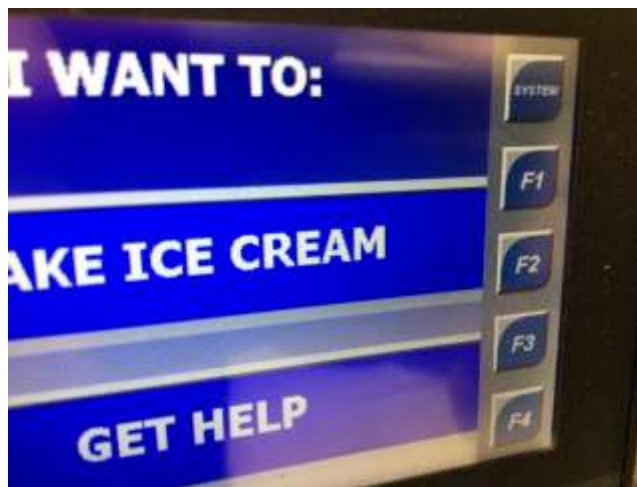 I WANT TO:
SYSTEM
F1
AKE ICE CREAM
F2
F3
GET HELP
F4